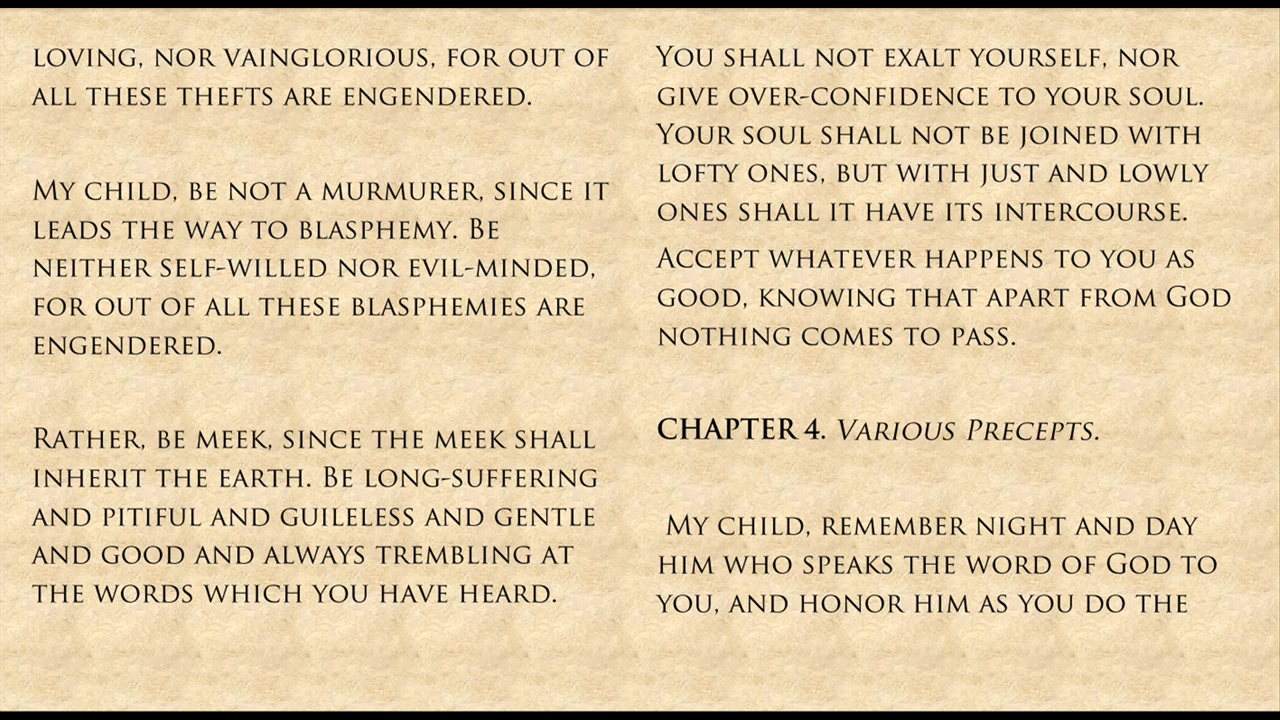 LOVING, NOR VAINGLORIOUS, FOR OUT OF
ALL THESE THEFTS ARE ENGENDERED.
MY CHILD, BE NOT A MURMURER, SINCE IT
LEADS THE WAY TO BLASPHEMY. BE
NEITHER SELF-WILLED NOR EVIL-MINDED,
FOR OUT OF ALL THESE BLASPHEMIES ARE
ENGENDERED.
RATHER, BE MEEK, SINCE THE MEEK SHALL
INHERIT THE EARTH. BE LONG-SUFFERING
AND PITIFUL AND GUILELESS AND GENTLE
AND GOOD AND ALWAYS TREMBLING AT
THE WORDS WHICH YOU HAVE HEARD.
YOU SHALL NOT EXALT YOURSELF, NOR
GIVE OVER-CONFIDENCE TO YOUR SOUL.
YOUR SOUL SHALL NOT BE JOINED WITH
LOFTY ONES, BUT WITH JUST AND LOWLY
ONES SHALL IT HAVE ITS INTERCOURSE.
ACCEPT WHATEVER HAPPENS TO YOU AS
GOOD, KNOWING THAT APART FROM GOD
NOTHING COMES TO PASS.
CHAPTER 4. VARIOUS PRECEPTS.
MY CHILD, REMEMBER NIGHT AND DAY
HIM WHO SPEAKS THE WORD OF GOD TO
YOU, AND HONOR HIM AS YOU DO THE